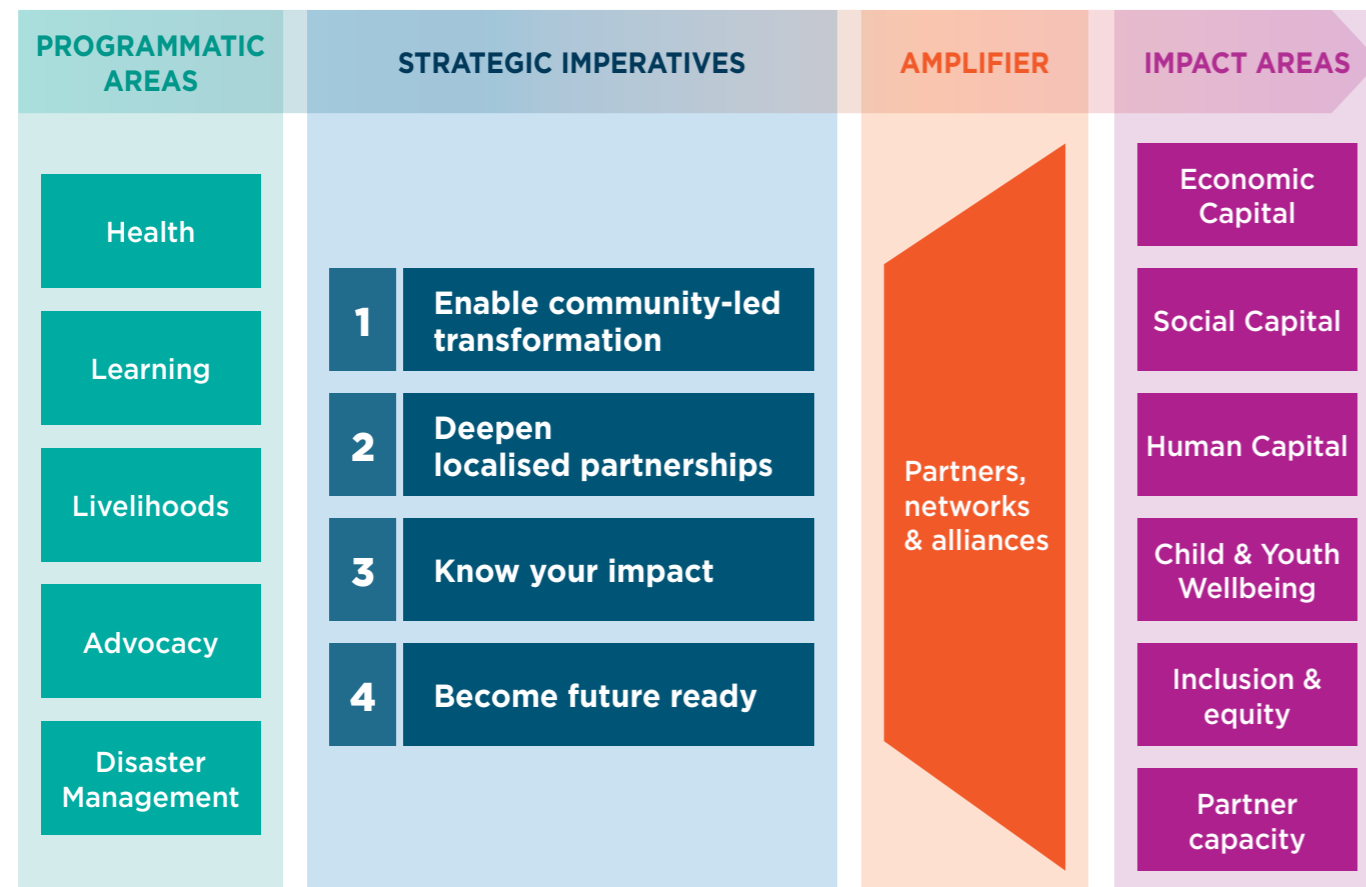 PROGRAMMATIC
AREAS
Health
Learning
Livelihoods
Advocacy
Disaster
Management
STRATEGIC IMPERATIVES
1
Enable community-led
transformation
2
Deepen
localised partnerships
3
Know your impact
4
Become future ready
AMPLIFIER
Partners,
networks
& alliances
IMPACT AREAS
Economic
Capital
Social Capital
Human Capital
Child & Youth
Wellbeing
Inclusion &
equity
Partner
capacity